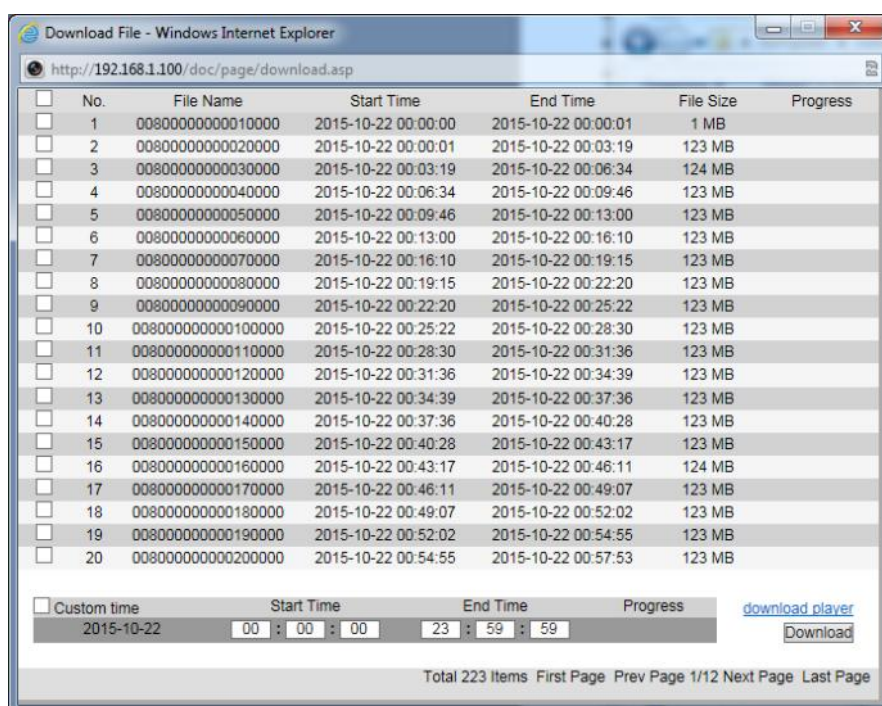 Download File - Windows Internet Explorer
http://192.168.1.100/doc/page/download.asp
No. File Name Start Time End Time File Size Progress
1 00800000000010000 2015-10-22 00:00:00 2015-10-22 00:00:01 1 MB
2 00800000000020000 2015-10-22 00:00:01 2015-10-22 00:03:19 123 MB
3 00800000000030000 2015-10-22 00:03:19 2015-10-22 00:06:34 124 MB
4 00800000000040000 2015-10-22 00:06:34 2015-10-22 00:09:46 123 MB
5 00800000000050000 2015-10-22 00:09:46 2015-10-22 00:13:00 123 MB
6 00800000000060000 2015-10-22 00:13:00 2015-10-22 00:16:10 123 MB
7 00800000000070000 2015-10-22 00:16:10 2015-10-22 00:19:15 123 MB
8 00800000000080000 2015-10-22 00:19:15 2015-10-22 00:22:20 123 MB
9 00800000000090000 2015-10-22 00:22:20 2015-10-22 00:25:22 123 MB
10 008000000000100000 2015-10-22 00:25:22 2015-10-22 00:28:30 123 MB
11 008000000000110000 2015-10-22 00:28:30 2015-10-22 00:31:36 123 MB
12 008000000000120000 2015-10-22 00:31:36 2015-10-22 00:34:39 123 MB
13 008000000000130000 2015-10-22 00:34:39 2015-10-22 00:37:36 123 MB
14 008000000000140000 2015-10-22 00:37:36 2015-10-22 00:40:28 123 MB
15 008000000000150000 2015-10-22 00:40:28 2015-10-22 00:43:17 123 MB
16 008000000000160000 2015-10-22 00:43:17 2015-10-22 00:46:11 124 MB
17 008000000000170000 2015-10-22 00:46:11 2015-10-22 00:49:07 123 MB
18 008000000000180000 2015-10-22 00:49:07 2015-10-22 00:52:02 123 MB
19 008000000000190000 2015-10-22 00:52:02 2015-10-22 00:54:55 123 MB
20 008000000000200000 2015-10-22 00:54:55 2015-10-22 00:57:53 123 MB
Custom time Start Time End Time Progress download player
2015-10-22 00 : 00 : 00 23 : 59 : 59 Download
Total 223 Items First Page Prev Page 1/12 Next Page Last Page